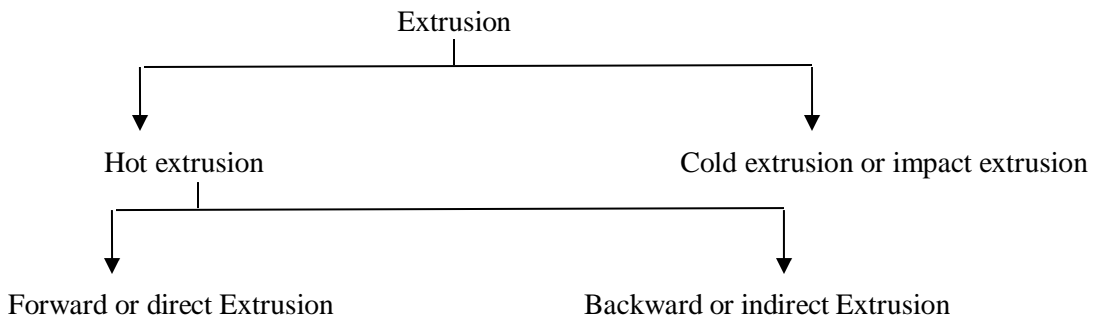 Extrusion
Hot extrusion
Cold extrusion or impact extrusion
Forward or direct Extrusion
Backward or indirect Extrusion